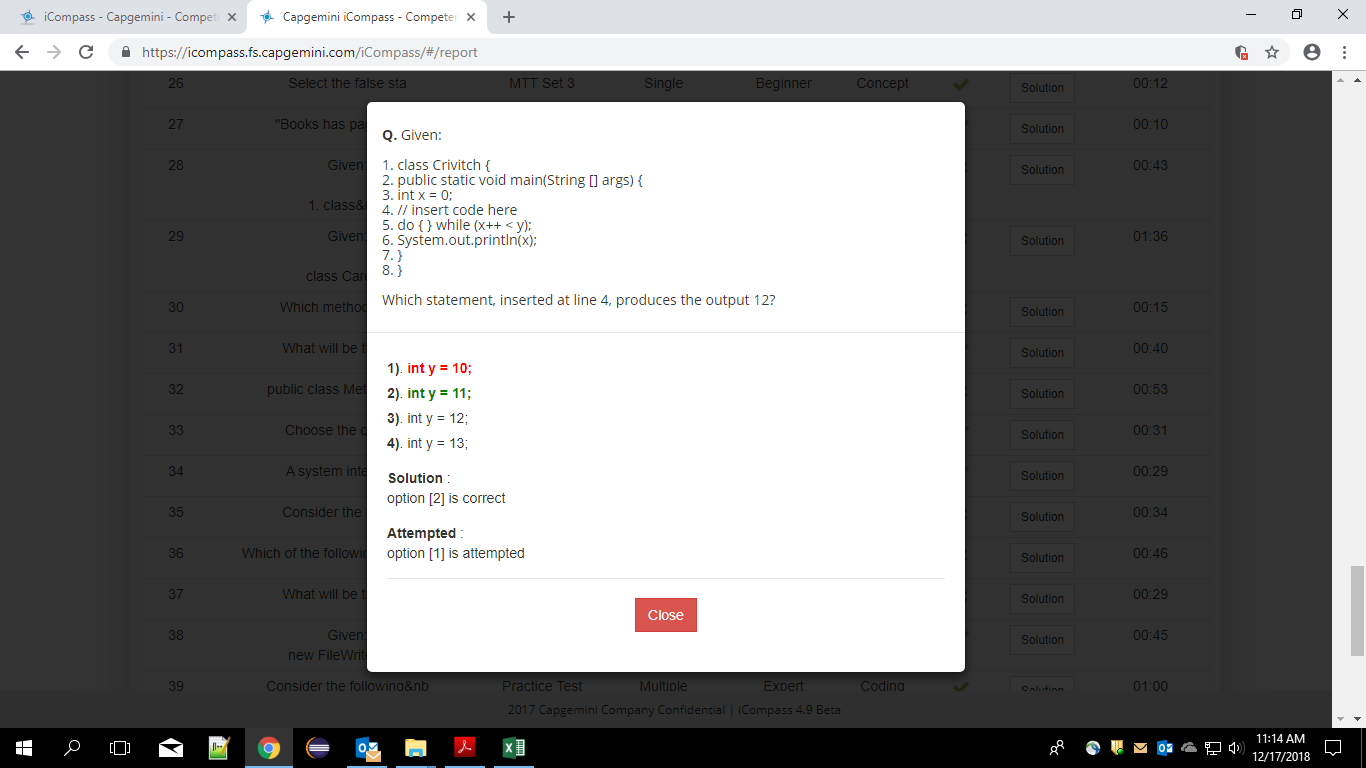 iCompass - Capgemini - Compet
Capgemini iCompass - Competen
https://icompass.fs.capgemini.com/iCompass/#/report
26 Select the false sta MTT Set 3 Single Beginner Concept Solution 00:12
27 "Books has pa Solution 00:10
28 Given: Solution 00:43
1. class&
29 Given: Solution 01:36
class Car
30 Which method Solution 00:15
31 What will be t Solution 00:40
32 public class Met Solution 00:53
33 Choose the c Solution 00:31
34 A system inte Solution 00:29
35 Consider the Solution 00:34
36 Which of the followin Solution 00:46
37 What will be t Solution 00:29
38 Given: Solution 00:45
new FileWrit
39 Consider the following&nb Practice Test Multiple Expert Coding Solution 01:00
Q. Given:
1. class Crivitch {
2. public static void main(String [] args) {
3. int x = 0;
4. // insert code here
5. do { } while (x++ < y);
6. System.out.println(x);
7. }
8. }
Which statement, inserted at line 4, produces the output 12?
1). int y = 10;
2). int y = 11;
3). int y = 12;
4). int y = 13;
Solution :
option [2] is correct
Attempted :
option [1] is attempted
Close
2017 Capgemini Company Confidential | iCompass 4.9 Beta
11:14 AM
12/17/2018